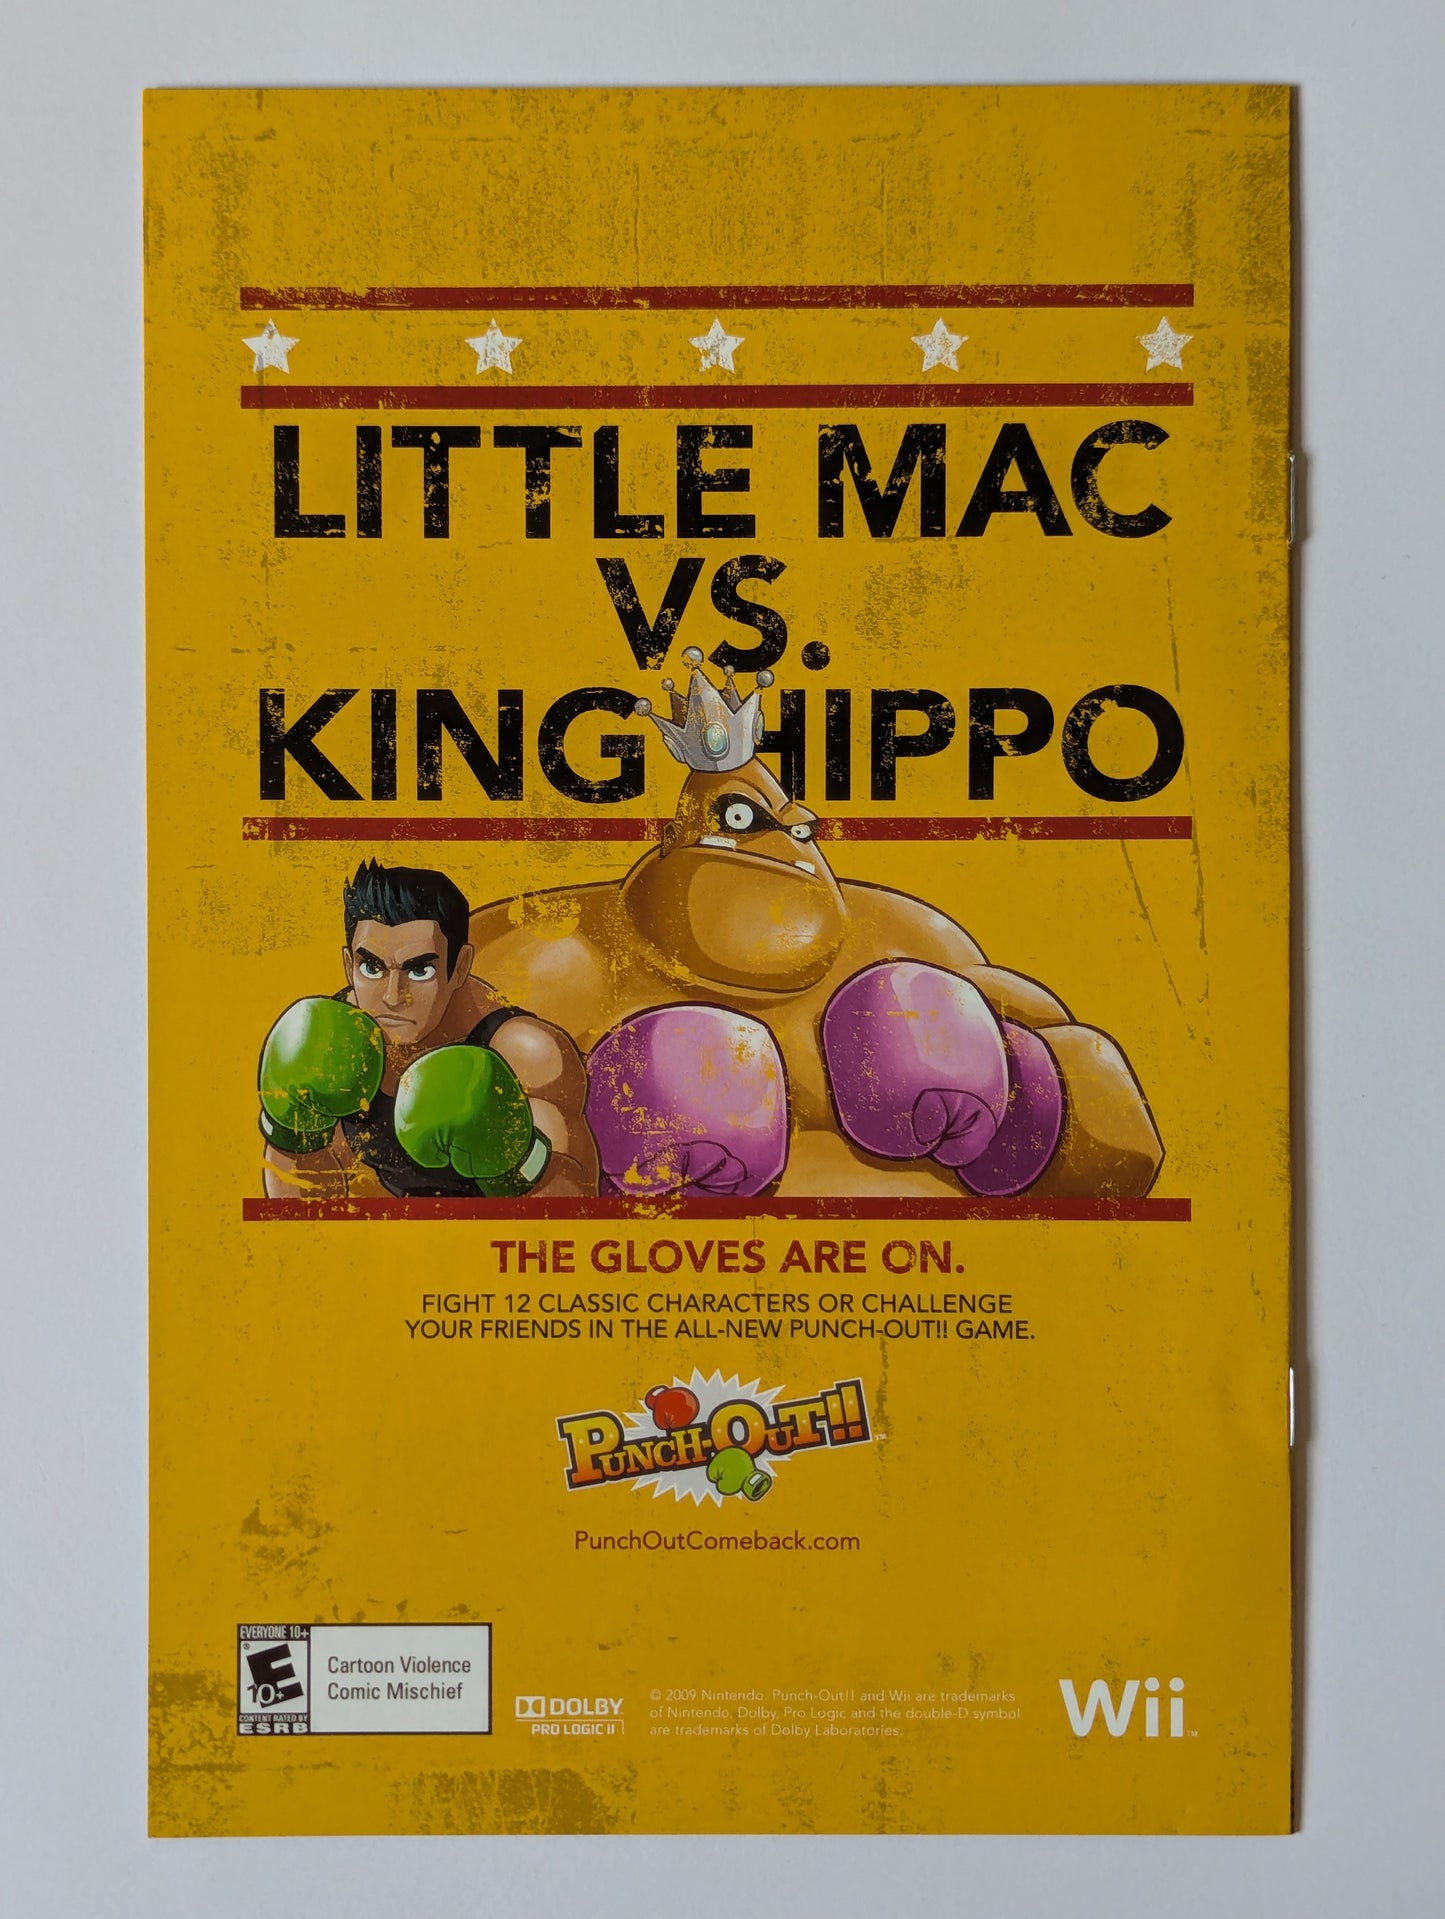 LITTLE MAC
VS.
KING HIPPO
THE GLOVES ARE ON.
FIGHT 12 CLASSIC CHARACTERS OR CHALLENGE
YOUR FRIENDS IN THE ALL-NEW PUNCH-OUT!! GAME.
PUNCH-OUT!! ™
PunchOutComeback.com
EVERYONE 10+
®
E
10+
CONTENT RATED BY
ESRB
Cartoon Violence
Comic Mischief
DOLBY
PRO LOGIC II
© 2009 Nintendo. Punch-Out!! and Wii are trademarks
of Nintendo, Dolby, Pro Logic and the double-D symbol
are trademarks of Dolby Laboratories.
Wii ™